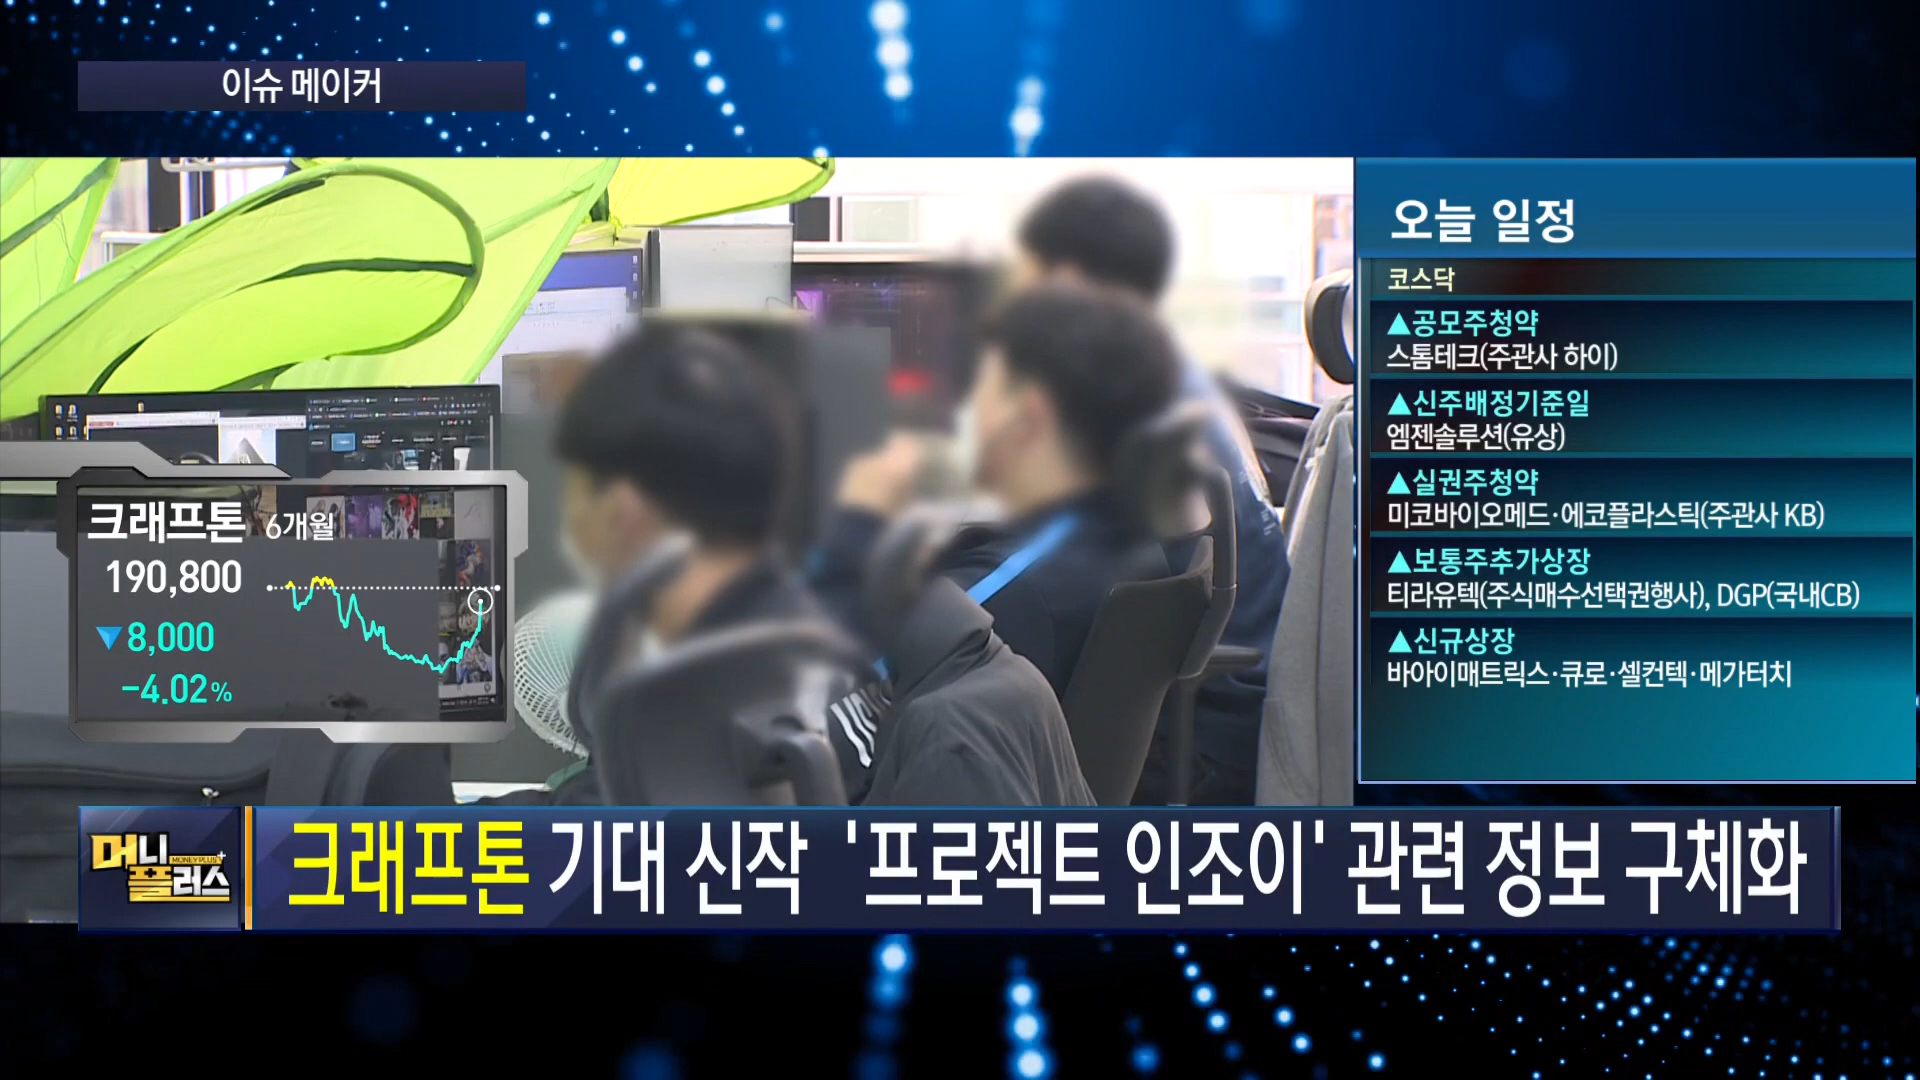 이슈 메이커
오늘 일정
코스닥
▲공모주청약
스톰테크(주관사 하이)
▲신주배정기준일
엠젠솔루션(유상)
▲실권주청약
미코바이오메드·에코플라스틱(주관사 KB)
▲보통주추가상장
티라유텍(주식매수선택권행사), DGP(국내CB)
▲신규상장
바아이매트릭스·큐로·셀컨텍·메가터치
크래프톤 6개월
190,800
▼8,000
-4.02%
머니
MONEY PLUS+
플러스
크래프톤 기대 신작 '프로젝트 인조이' 관련 정보 구체화